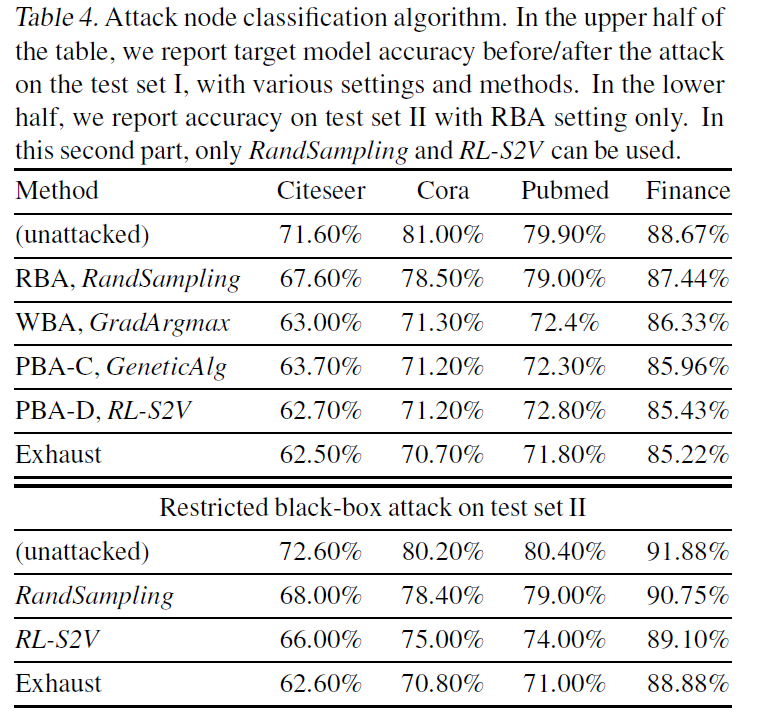 Table 4. Attack node classification algorithm. In the upper half of
the table, we report target model accuracy before/after the attack
on the test set I, with various settings and methods. In the lower
half, we report accuracy on test set II with RBA setting only. In
this second part, only RandSampling and RL-S2V can be used.
Method Citeseer Cora Pubmed Finance
(unattacked) 71.60% 81.00% 79.90% 88.67%
RBA, RandSampling 67.60% 78.50% 79.00% 87.44%
WBA, GradArgmax 63.00% 71.30% 72.4% 86.33%
PBA-C, GeneticAlg 63.70% 71.20% 72.30% 85.96%
PBA-D, RL-S2V 62.70% 71.20% 72.80% 85.43%
Exhaust 62.50% 70.70% 71.80% 85.22%
Restricted black-box attack on test set II
(unattacked) 72.60% 80.20% 80.40% 91.88%
RandSampling 68.00% 78.40% 79.00% 90.75%
RL-S2V 66.00% 75.00% 74.00% 89.10%
Exhaust 62.60% 70.80% 71.00% 88.88%